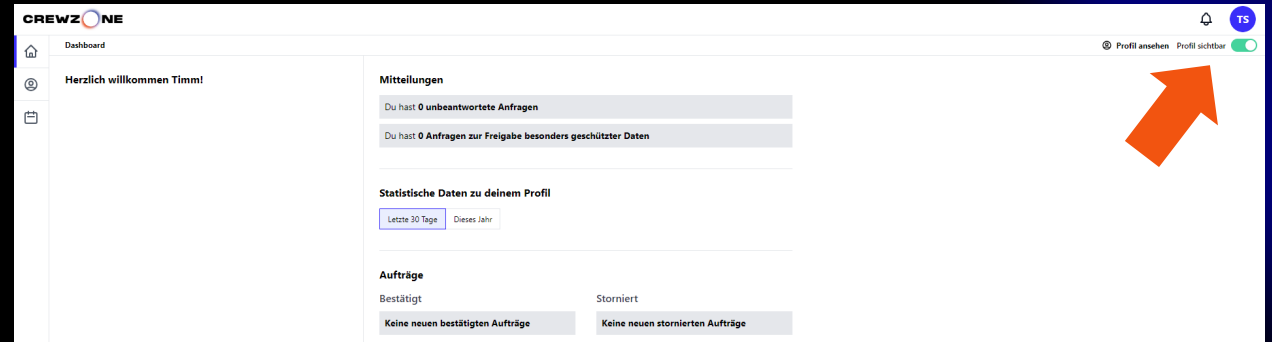 CREWZONE
TS
Dashboard
Profil ansehen Profil sichtbar
Herzlich willkommen Timm!
Mitteilungen
Du hast 0 unbeantwortete Anfragen
Du hast 0 Anfragen zur Freigabe besonders geschützter Daten
Statistische Daten zu deinem Profil
Letzte 30 Tage Dieses Jahr
Aufträge
Bestätigt Storniert
Keine neuen bestätigten Aufträge Keine neuen stornierten Aufträge